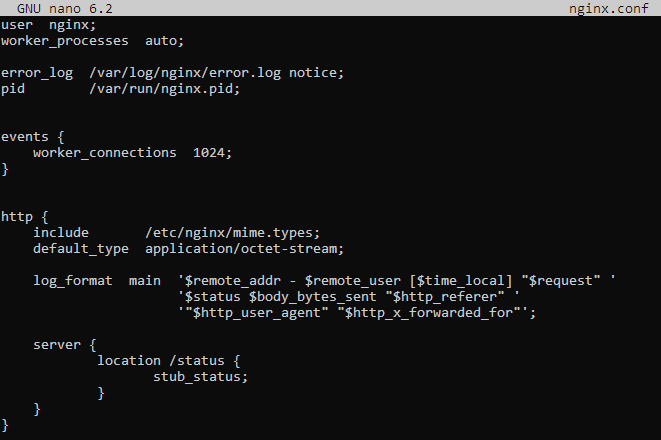 GNU nano 6.2 nginx.conf
user  nginx;
worker_processes  auto;
error_log  /var/log/nginx/error.log notice;
pid        /var/run/nginx.pid;
events {
    worker_connections  1024;
}
http {
    include       /etc/nginx/mime.types;
    default_type  application/octet-stream;
    log_format  main  '$remote_addr - $remote_user [$time_local] "$request" '
                      '$status $body_bytes_sent "$http_referer" '
                      '"$http_user_agent" "$http_x_forwarded_for"';
    server {
            location /status {
                   stub_status;
            }
    }
}